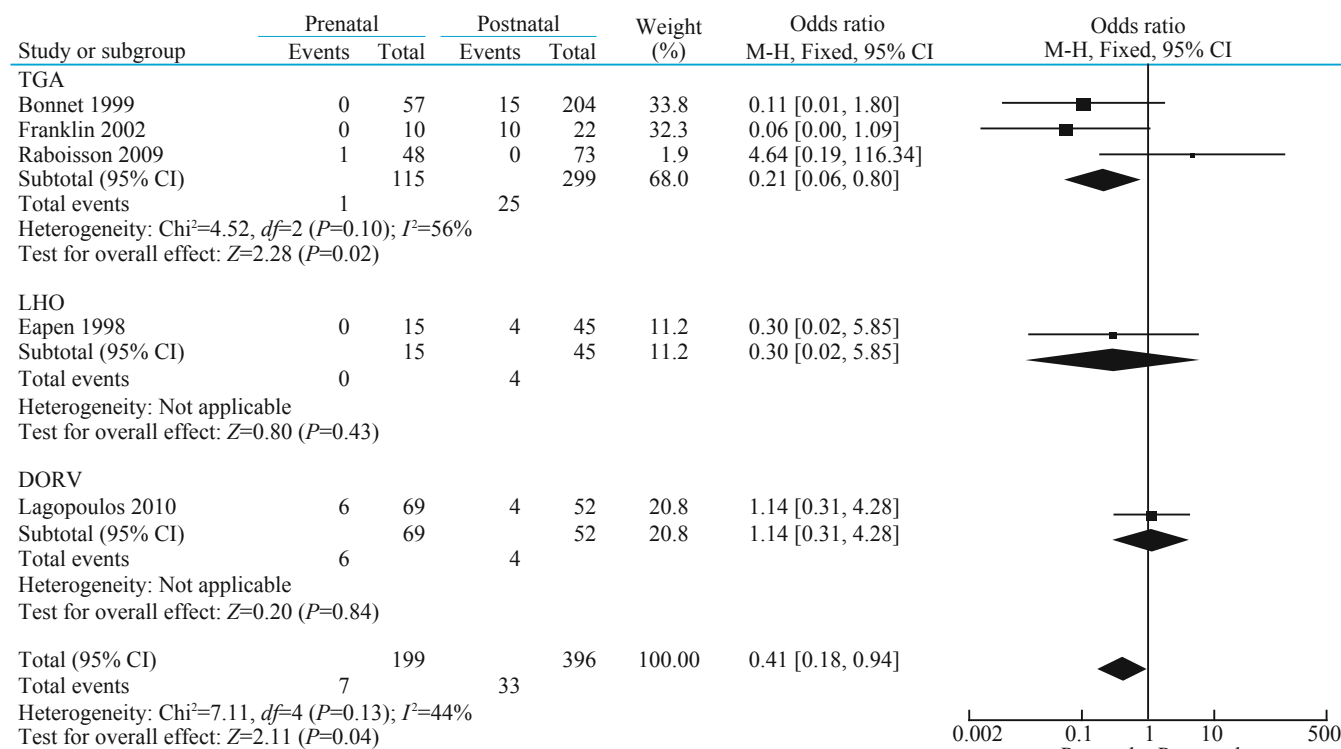 Prenatal Postnatal Weight Odds ratio Odds ratio
Study or subgroup Events Total Events Total (%) M-H, Fixed, 95% CI M-H, Fixed, 95% CI
TGA
Bonnet 1999 0 57 15 204 33.8 0.11 [0.01, 1.80]
Franklin 2002 0 10 10 22 32.3 0.06 [0.00, 1.09]
Raboisson 2009 1 48 0 73 1.9 4.64 [0.19, 116.34]
Subtotal (95% CI) 115 299 68.0 0.21 [0.06, 0.80]
Total events 1 25
Heterogeneity: Chi²=4.52, df=2 (P=0.10); I²=56%
Test for overall effect: Z=2.28 (P=0.02)
LHO
Eapen 1998 0 15 4 45 11.2 0.30 [0.02, 5.85]
Subtotal (95% CI) 15 45 11.2 0.30 [0.02, 5.85]
Total events 0 4
Heterogeneity: Not applicable
Test for overall effect: Z=0.80 (P=0.43)
DORV
Lagopoulos 2010 6 69 4 52 20.8 1.14 [0.31, 4.28]
Subtotal (95% CI) 69 52 20.8 1.14 [0.31, 4.28]
Total events 6 4
Heterogeneity: Not applicable
Test for overall effect: Z=0.20 (P=0.84)
Total (95% CI) 199 396 100.00 0.41 [0.18, 0.94]
Total events 7 33
Heterogeneity: Chi²=7.11, df=4 (P=0.13); I²=44%
Test for overall effect: Z=2.11 (P=0.04)
0.002 0.1 1 10 500